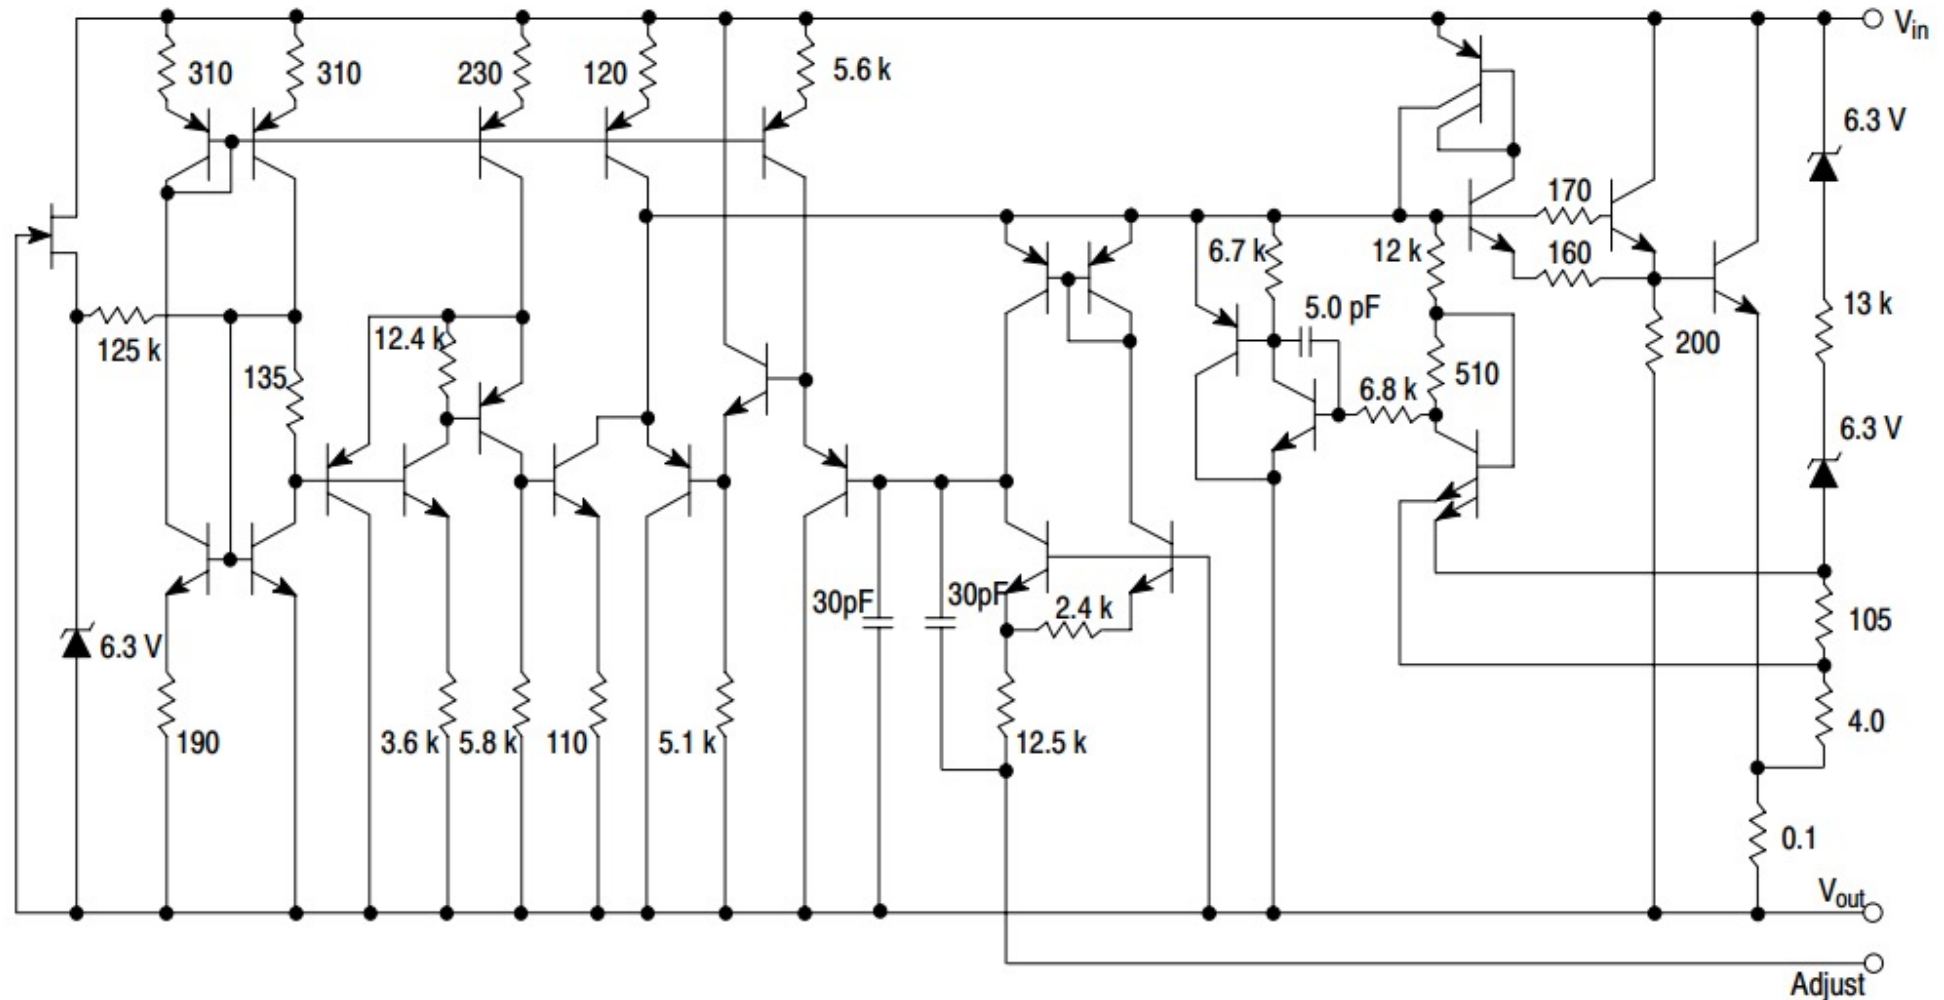 V_in
310
310
230
120
5.6 k
6.3 V
170
6.7 k
12 k
160
5.0 pF
13 k
125 k
12.4 k
200
135
510
6.8 k
6.3 V
30pF
30pF
2.4 k
105
6.3 V
190
3.6 k
5.8 k
110
5.1 k
12.5 k
4.0
0.1
V_out
Adjust